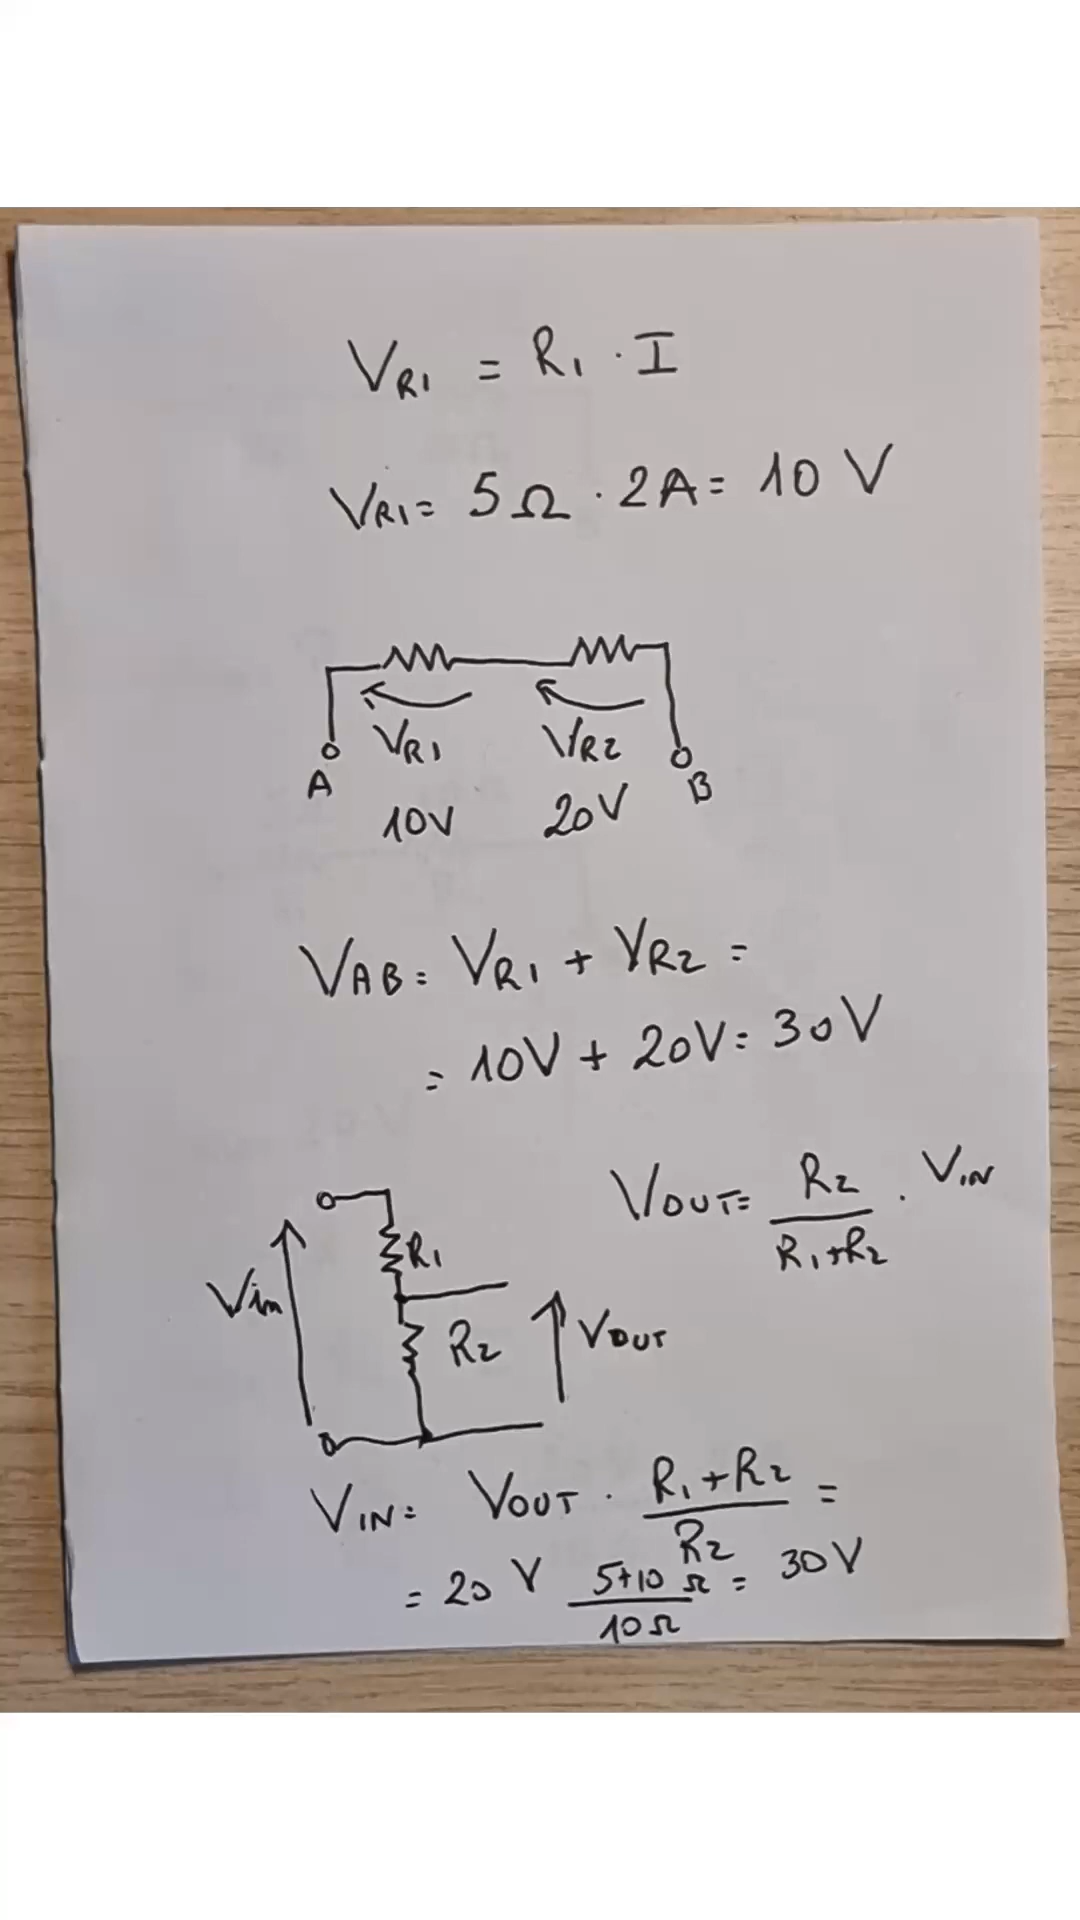 VR1 = R1 · I
VR1 = 5Ω · 2A = 10 V
VR1 VR2
A B
10V 20V
VAB = VR1 + VR2 =
= 10V + 20V = 30V
VOUT = R2 / R1+R2 · VIN
R1
Vin
R2 VOUT
VIN = VOUT · R1+R2 / R2 =
= 20 V 5+10 Ω / 10Ω = 30V